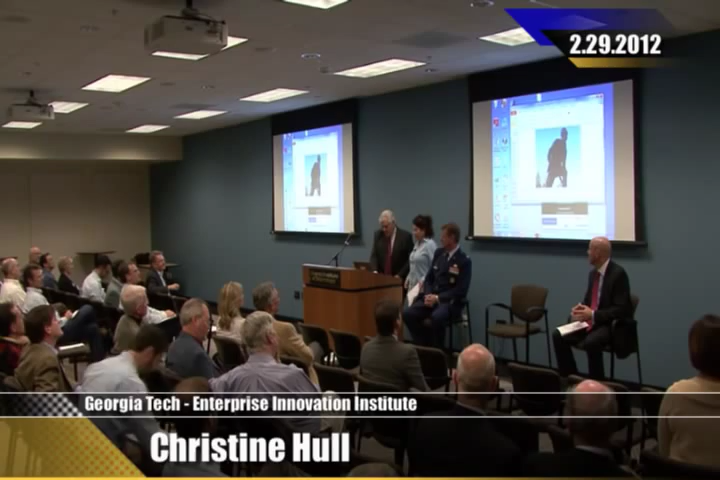 2.29.2012
Georgia Tech - Enterprise Innovation Institute
Christine Hull